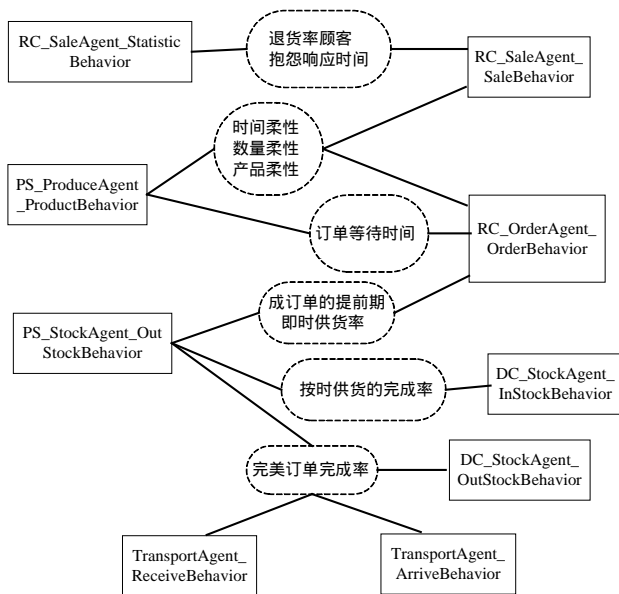 RC_SaleAgent_Statistic
Behavior
退货率顾客
抱怨响应时间
RC_SaleAgent_
SaleBehavior
时间柔性
数量柔性
产品柔性
PS_ProduceAgent
_ProductBehavior
订单等待时间
RC_OrderAgent_
OrderBehavior
成订单的提前期
即时供货率
PS_StockAgent_Out
StockBehavior
按时供货的完成率
DC_StockAgent_
InStockBehavior
完美订单完成率
DC_StockAgent_
OutStockBehavior
TransportAgent_
ReceiveBehavior
TransportAgent_
ArriveBehavior